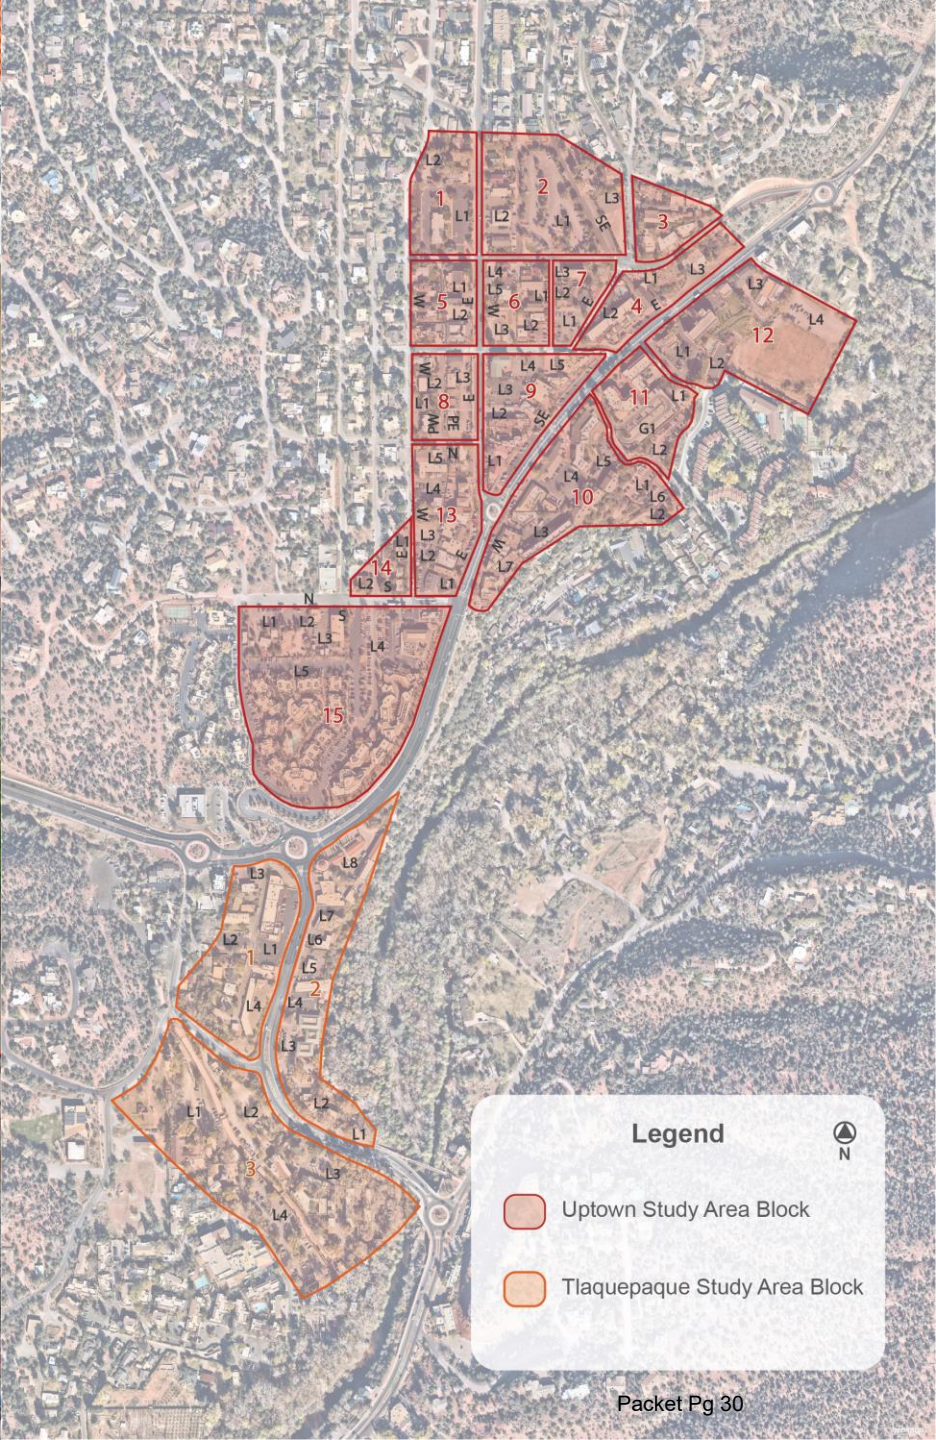 L2
1
L1
2
L3
L2
L1
SE
3
L3
L1
4
E
L2
L3
L4
12
L1
L2
W
L1
E
5
L2
L4
L5
W
6
L1
L3
L2
L3
7
L2
E
L1
W
L2
L3
L1
8
E
PW
PE
L4
L5
L3
9
L2
SE
L1
11
L1
G1
L2
L5
L4
10
L1
L6
L2
L3
W
L7
L5
N
L4
W
13
L3
L2
E
L1
L1
E
14
L2
S
N
L1
L2
S
L3
L4
L5
15
L3
L2
L1
1
L4
L8
L7
L6
L5
2
L4
L3
L2
L1
L1
L2
3
L3
L4
Legend
N
Uptown Study Area Block
Tlaquepaque Study Area Block
Packet Pg 30